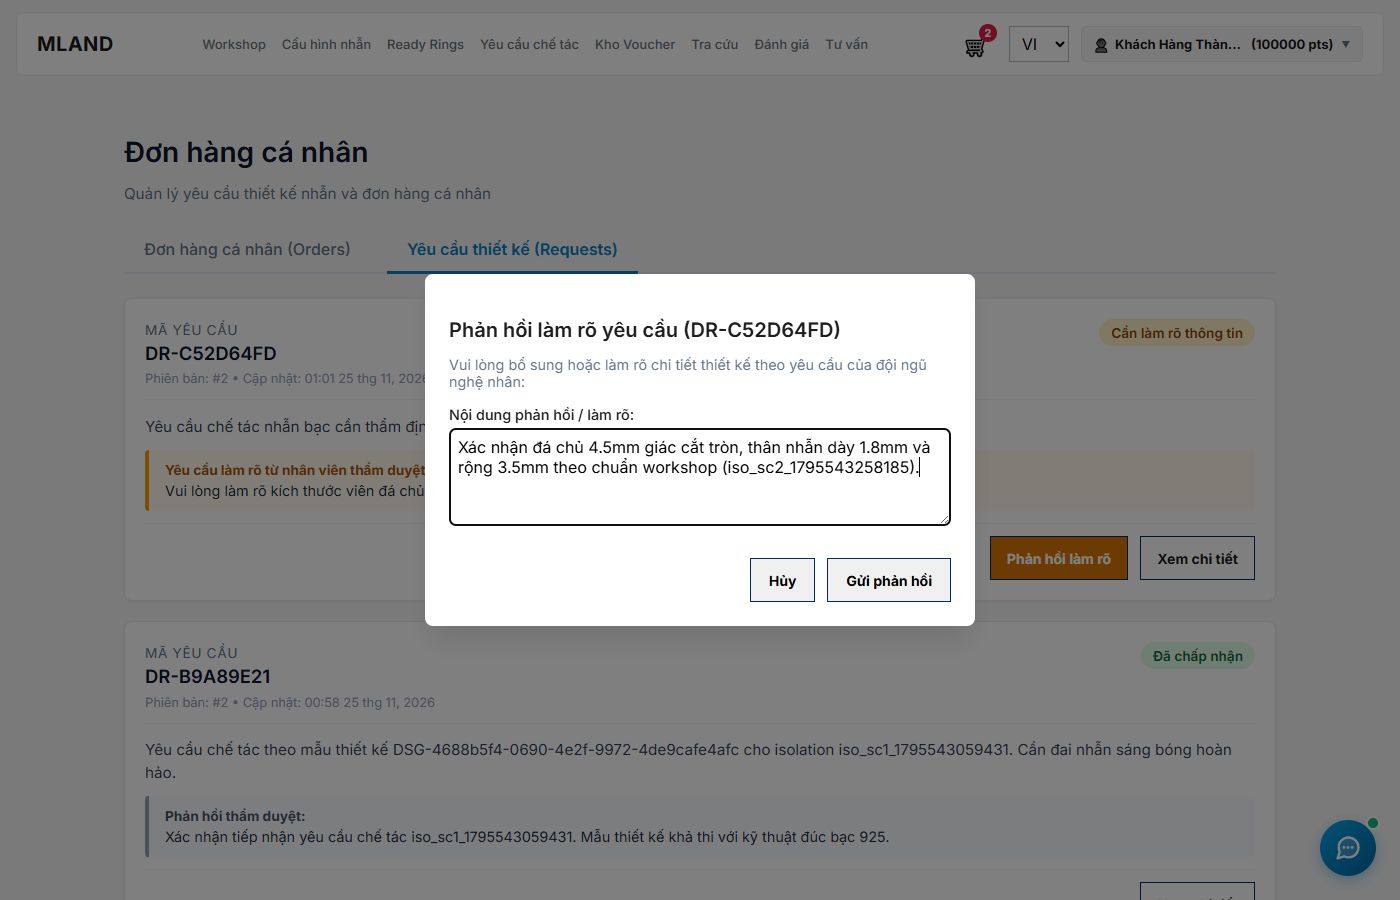 MLAND
Workshop
Cấu hình nhẫn
Ready Rings
Yêu cầu chế tác
Kho Voucher
Tra cứu
Đánh giá
Tư vấn
2
VI
Khách Hàng Thàn... (100000 pts)
Đơn hàng cá nhân
Quản lý yêu cầu thiết kế nhẫn và đơn hàng cá nhân
Đơn hàng cá nhân (Orders)
Yêu cầu thiết kế (Requests)
MÃ YÊU CẦU
DR-C52D64FD
Phiên bản: #2 • Cập nhật: 01:01 25 thg 11, 2026
Cần làm rõ thông tin
Yêu cầu chế tác nhẫn bạc cần thẩm địn
Yêu cầu làm rõ từ nhân viên thẩm duyệt
Vui lòng làm rõ kích thước viên đá chủ
Phản hồi làm rõ
Xem chi tiết
Phản hồi làm rõ yêu cầu (DR-C52D64FD)
Vui lòng bổ sung hoặc làm rõ chi tiết thiết kế theo yêu cầu của đội ngũ
nghệ nhân:
Nội dung phản hồi / làm rõ:
Xác nhận đá chủ 4.5mm giác cắt tròn, thân nhẫn dày 1.8mm và
rộng 3.5mm theo chuẩn workshop (iso_sc2_1795543258185).
Hủy
Gửi phản hồi
MÃ YÊU CẦU
DR-B9A89E21
Phiên bản: #2 • Cập nhật: 00:58 25 thg 11, 2026
Đã chấp nhận
Yêu cầu chế tác theo mẫu thiết kế DSG-4688b5f4-0690-4e2f-9972-4de9cafe4afc cho isolation iso_sc1_1795543059431. Cần đai nhẫn sáng bóng hoàn
hảo.
Phản hồi thẩm duyệt:
Xác nhận tiếp nhận yêu cầu chế tác iso_sc1_1795543059431. Mẫu thiết kế khả thi với kỹ thuật đúc bạc 925.